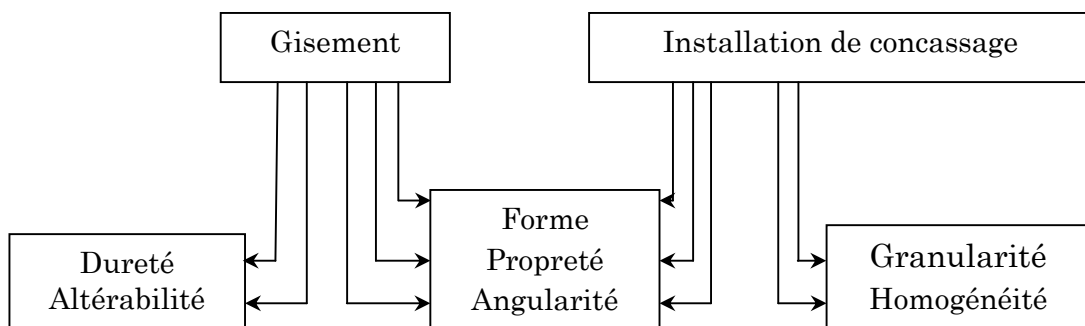 Gisement
Installation de concassage
Dureté
Altérabilité
Forme
Propreté
Angularité
Granularité
Homogénéité